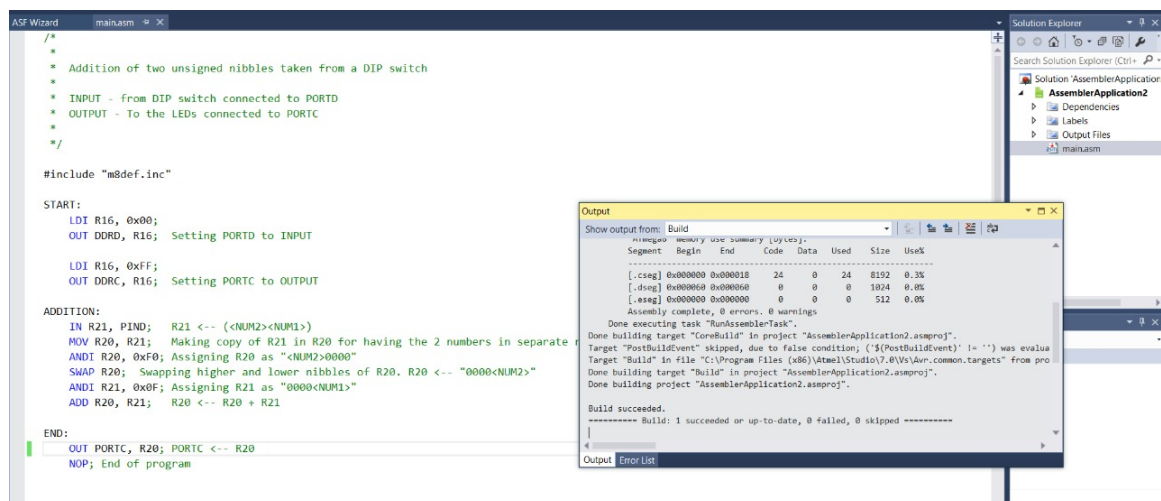 ASF Wizard main.asm
/*
*
* Addition of two unsigned nibbles taken from a DIP switch
*
* INPUT - from DIP switch connected to PORTD
* OUTPUT - To the LEDs connected to PORTC
*
*/
#include "m8def.inc"
START:
LDI R16, 0x00;
OUT DDRD, R16; Setting PORTD to INPUT
LDI R16, 0xFF;
OUT DDRC, R16; Setting PORTC to OUTPUT
ADDITION:
IN R21, PIND; R21 <-- (<NUM2><NUM1>)
MOV R20, R21; Making copy of R21 in R20 for having the 2 numbers in separate
ANDI R20, 0xF0; Assigning R20 as "<NUM2>0000"
SWAP R20; Swapping higher and lower nibbles of R20. R20 <-- "0000<NUM2>"
ANDI R21, 0x0F; Assigning R21 as "0000<NUM1>"
ADD R20, R21; R20 <-- R20 + R21
END:
OUT PORTC, R20; PORTC <-- R20
NOP; End of program
Output
Show output from: Build
memory use summary [bytes]:
Segment Begin End Code Data Used Size Use%
---------------------------------------------------------------
[.cseg] 0x000000 0x000018 24 0 24 8192 0.3%
[.dseg] 0x000060 0x000060 0 0 0 1024 0.0%
[.eseg] 0x000000 0x000000 0 0 0 512 0.0%
Assembly complete, 0 errors. 0 warnings
Done executing task "RunAssemblerTask".
Done building target "CoreBuild" in project "AssemblerApplication2.asmproj".
Target "PostBuildEvent" skipped, due to false condition; ('$(PostBuildEvent)' != '') was evalua
Target "Build" in file "C:\Program Files (x86)\Atmel\Studio\7.0\Vs\Avr.common.targets" from pro
Done building target "Build" in project "AssemblerApplication2.asmproj".
Done building project "AssemblerApplication2.asmproj".
Build succeeded.
========== Build: 1 succeeded or up-to-date, 0 failed, 0 skipped ==========
Output Error List
Solution Explorer
Search Solution Explorer (Ctrl+
Solution 'AssemblerApplication
AssemblerApplication2
Dependencies
Labels
Output Files
main.asm